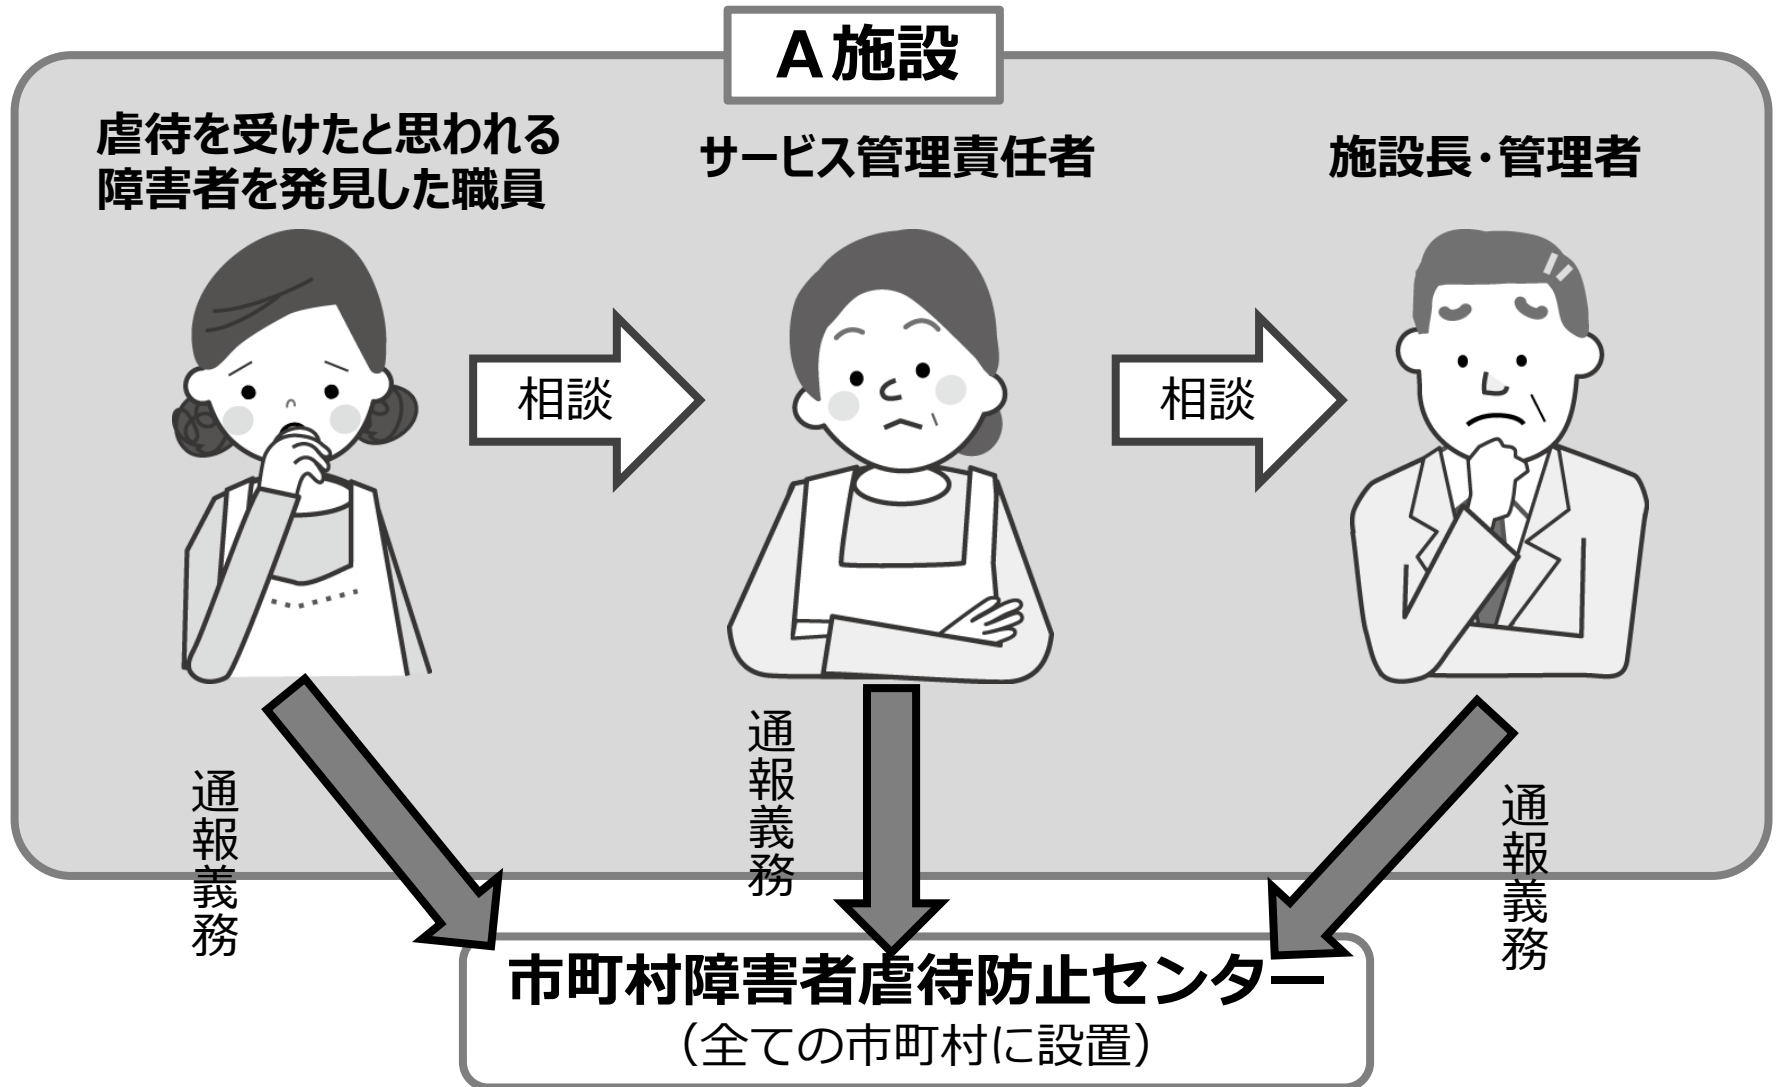 A施設
虐待を受けたと思われる
障害者を発見した職員
サービス管理責任者
施設長・管理者
相談
相談
通報義務
通報義務
通報義務
市町村障害者虐待防止センター
（全ての市町村に設置）